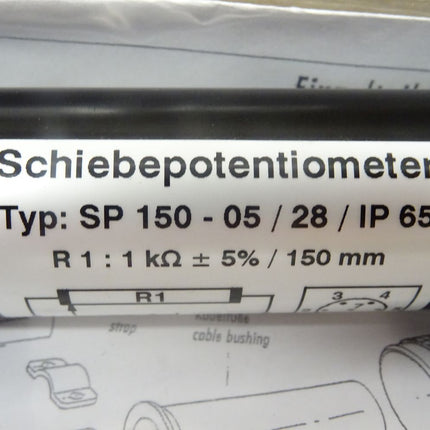 Schiebepotentiometer
Typ: SP 150 - 05 / 28 / IP 65
R 1 : 1 kΩ ± 5% / 150 mm
R1
3 4
7
strap
cable bushing